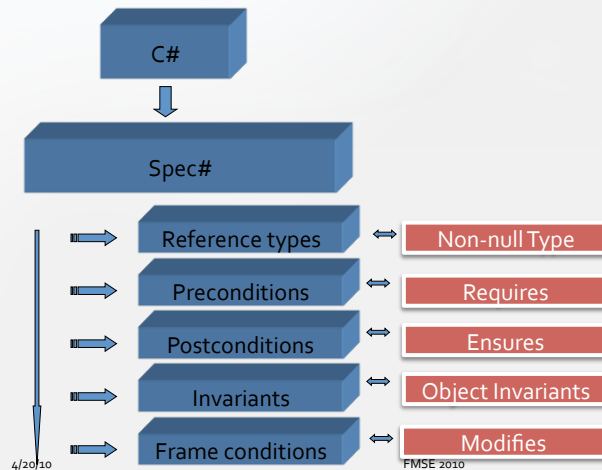 C#
Spec#
Reference types
Non-null Type
Preconditions
Requires
Postconditions
Ensures
Invariants
Object Invariants
Frame conditions
Modifies
4/20/10
FMSE 2010